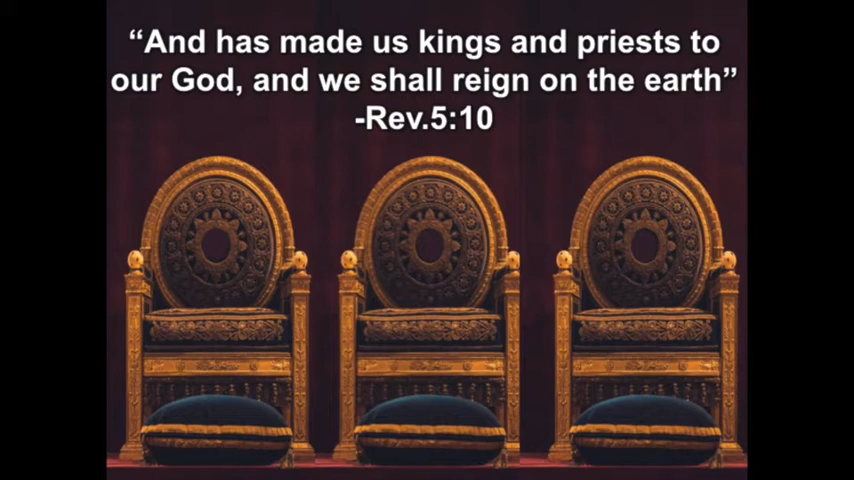 “And has made us kings and priests to
our God, and we shall reign on the earth”
-Rev.5:10